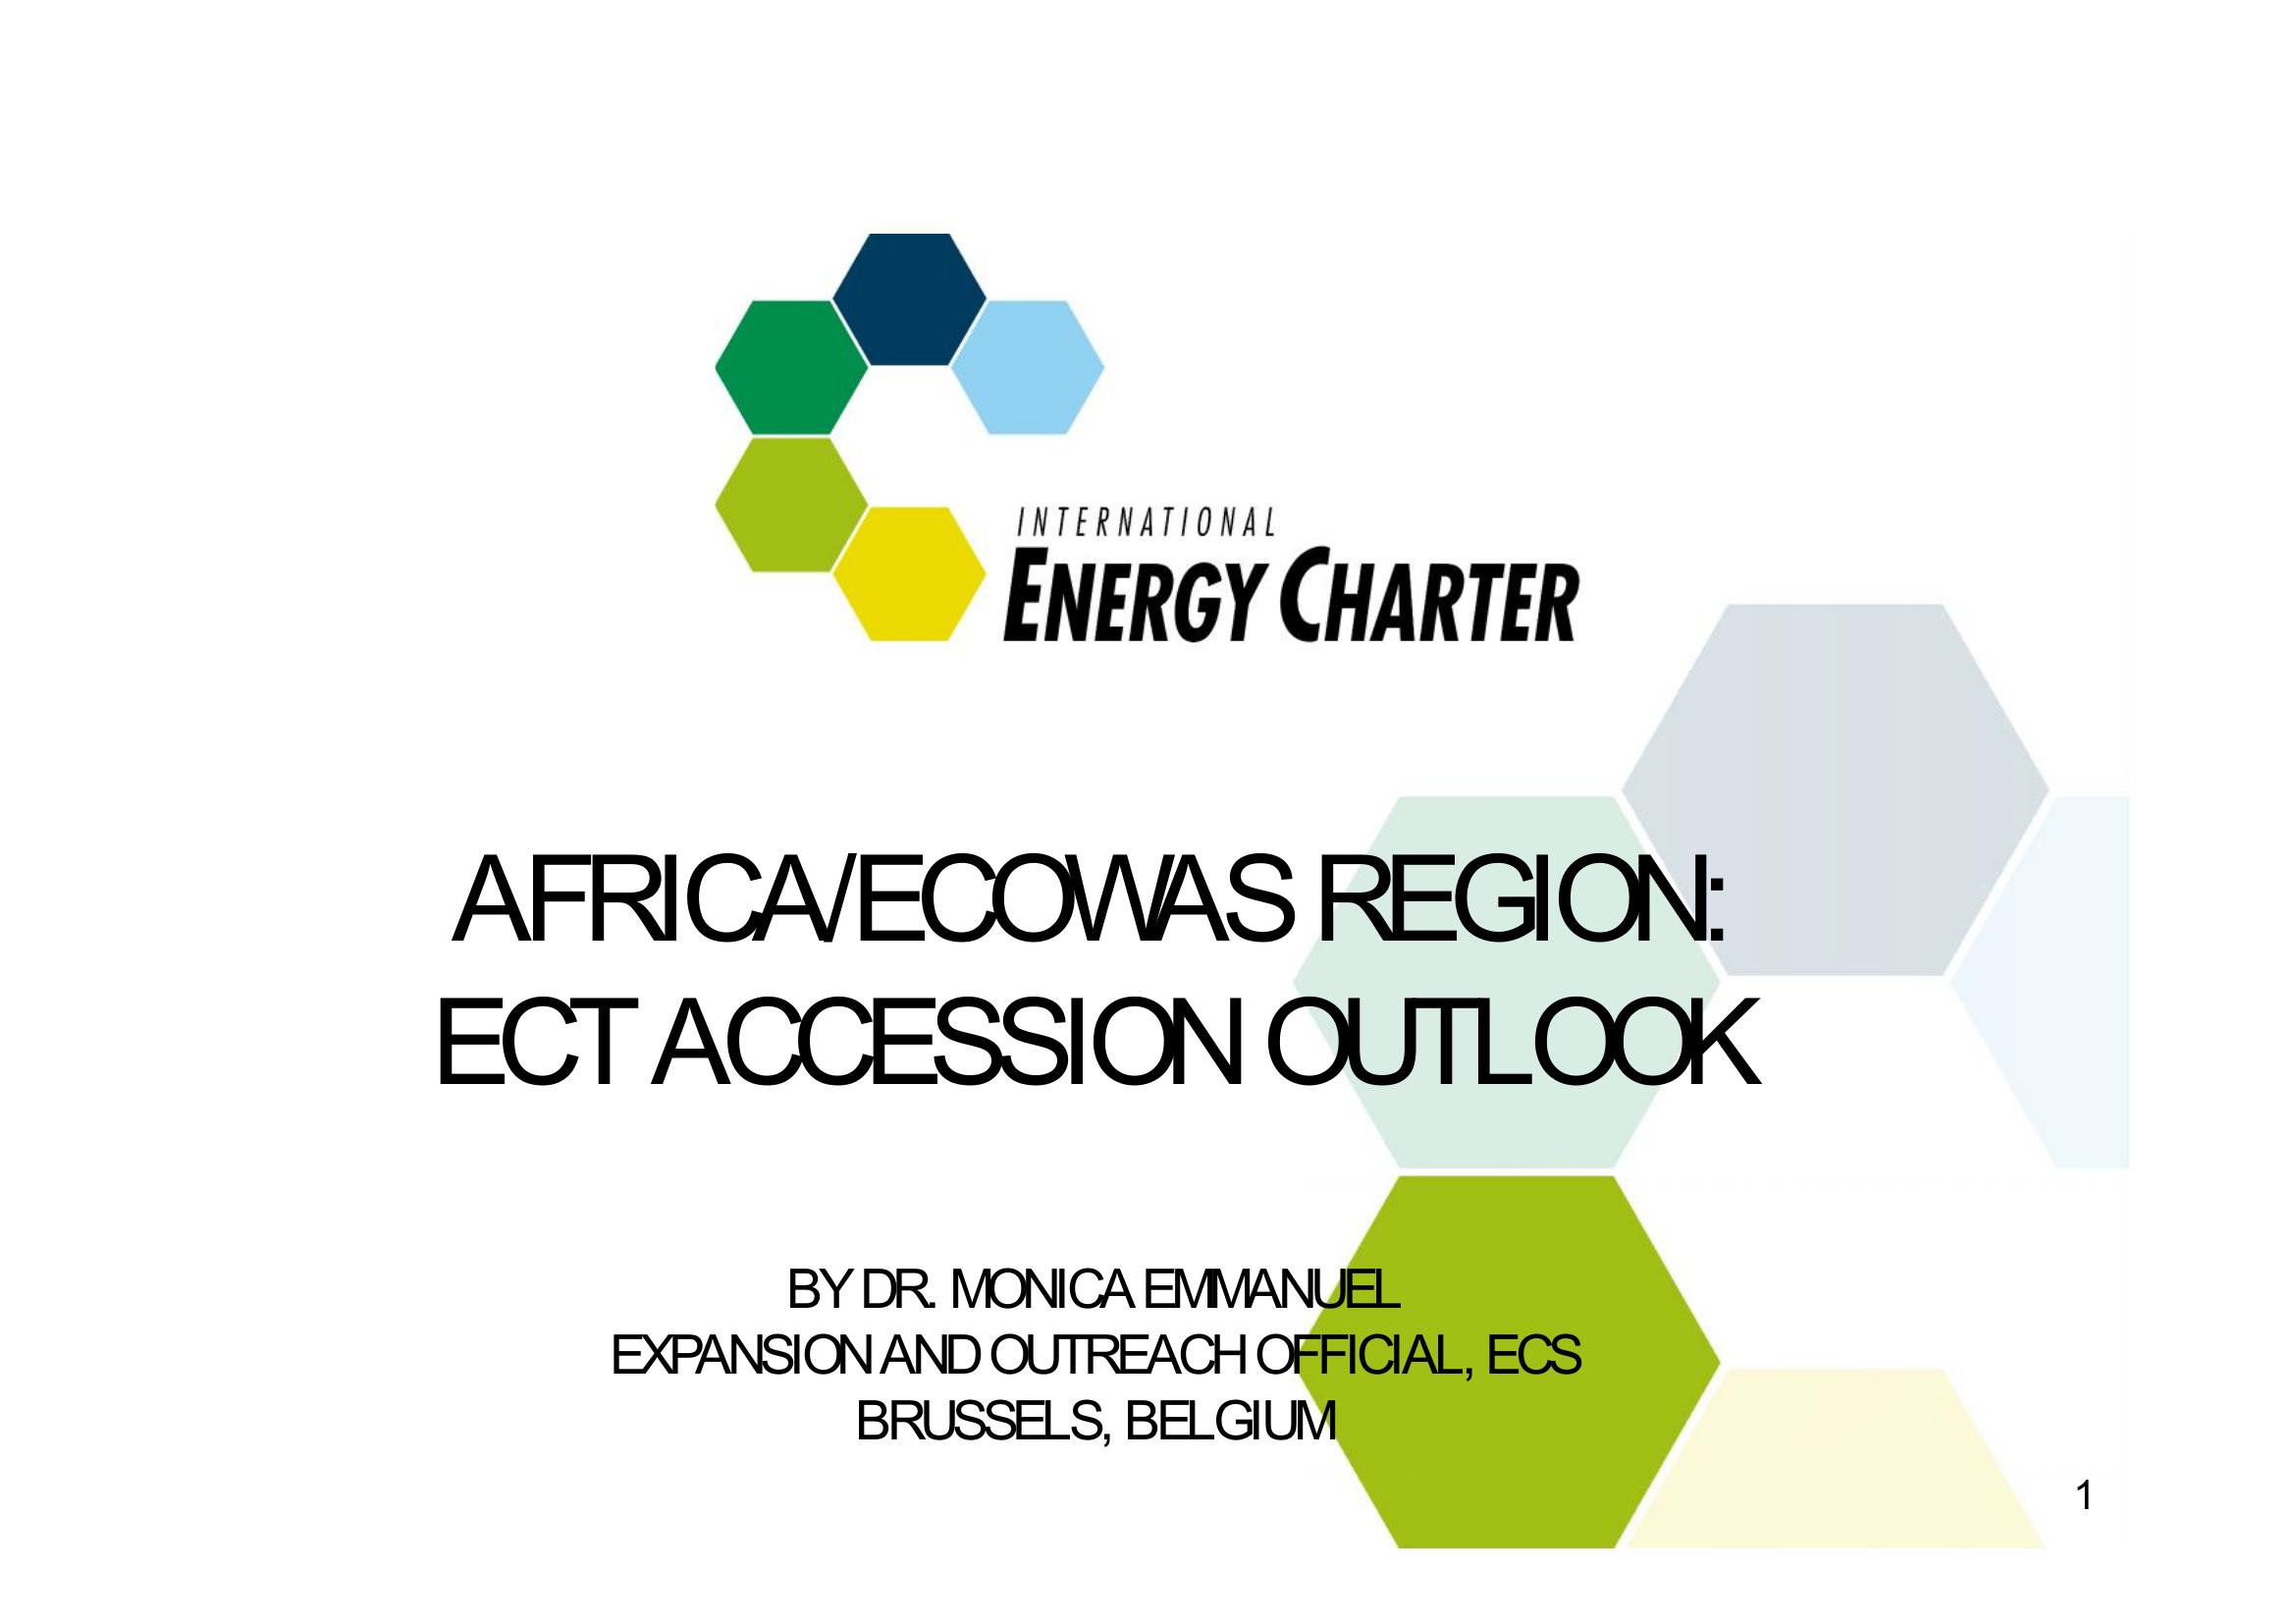 INTERNATIONAL
ENERGY CHARTER
AFRICA/ECOWAS REGION:
ECT ACCESSION OUTLOOK
BY DR. MONICA EMMANUEL
EXPANSION AND OUTREACH OFFICIAL, ECS
BRUSSELS, BELGIUM
1